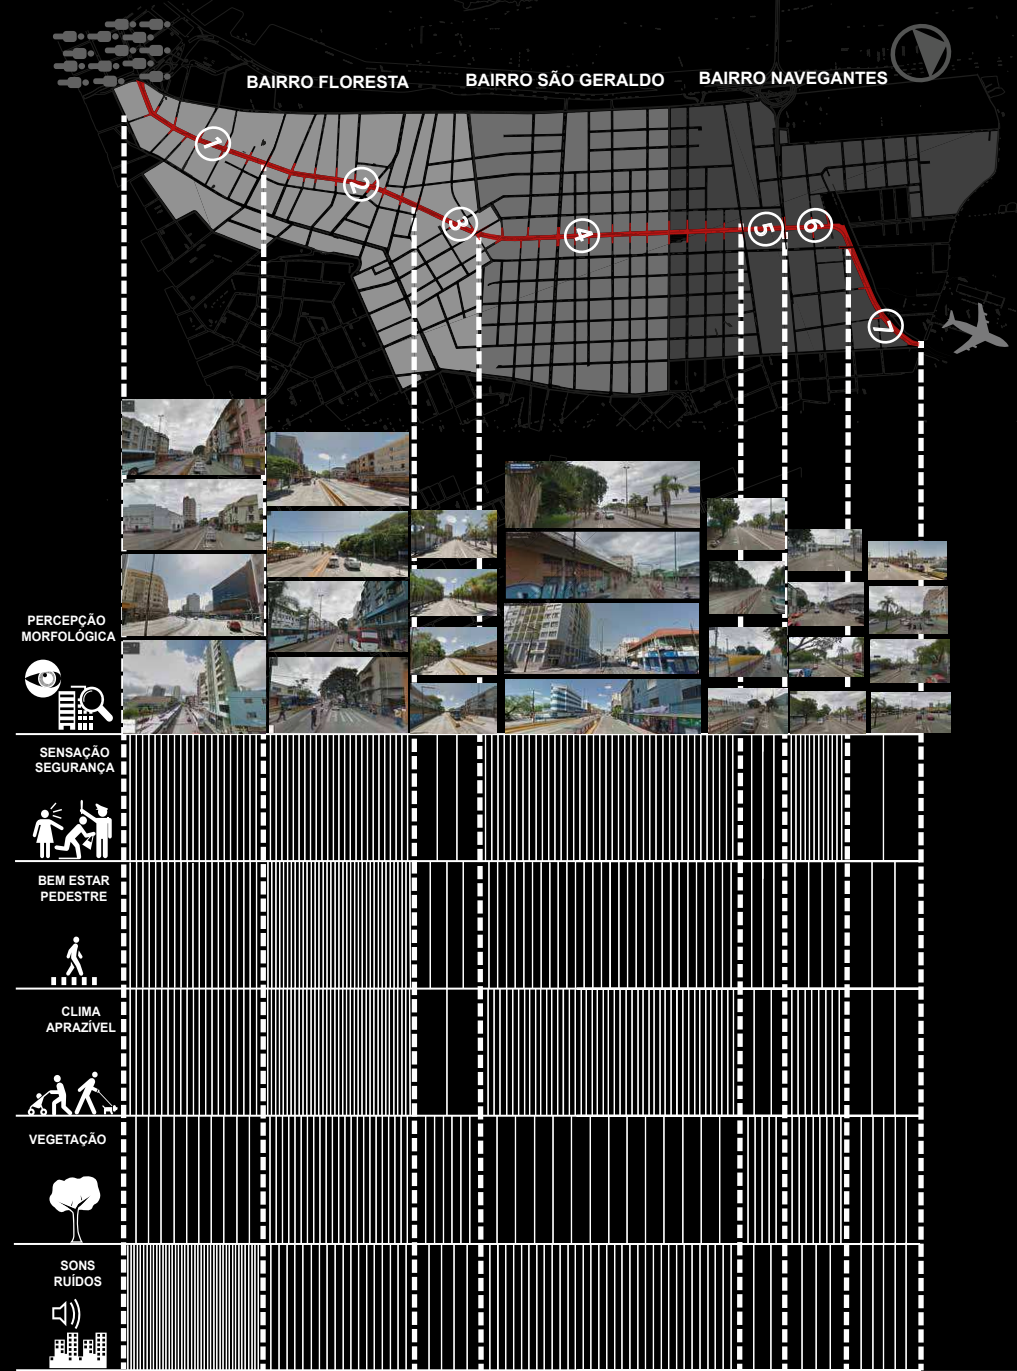 BAIRRO FLORESTA
BAIRRO SÃO GERALDO
BAIRRO NAVEGANTES
1
2
3
4
5
6
7
PERCEPÇÃO
MORFOLÓGICA
SENSAÇÃO
SEGURANÇA
BEM ESTAR
PEDESTRE
CLIMA
APRAZÍVEL
VEGETAÇÃO
SONS
RUÍDOS